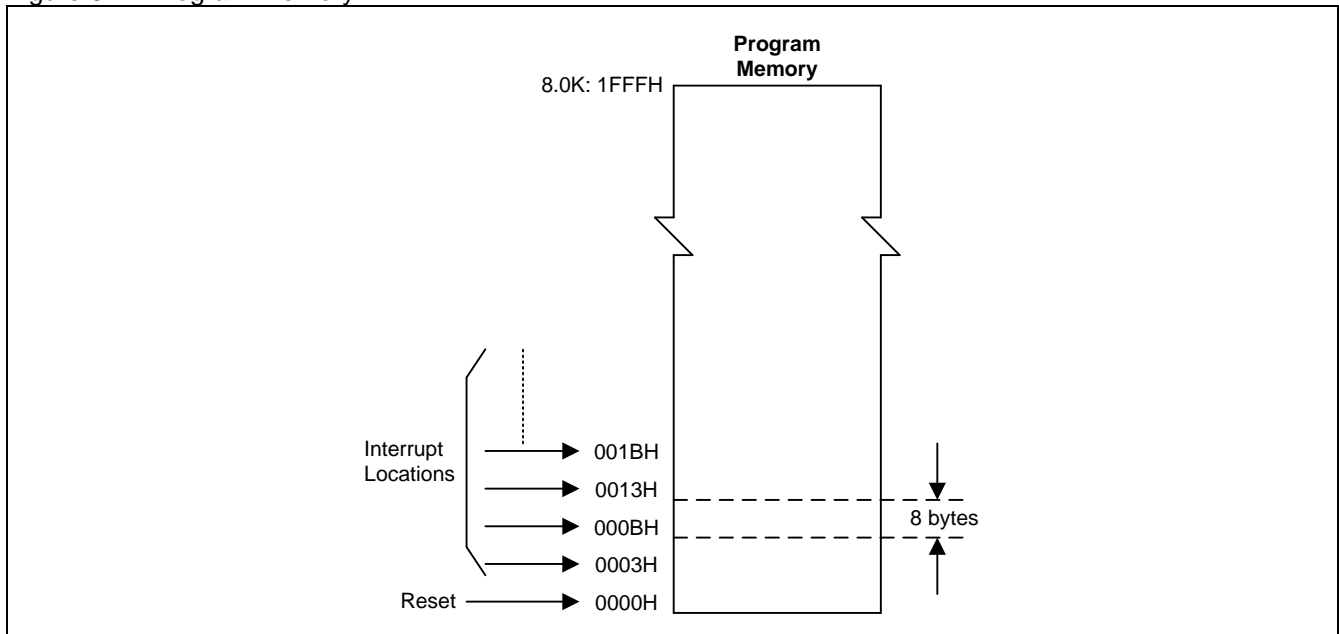 Program
Memory
8.0K: 1FFFH
Interrupt
Locations
001BH
0013H
000BH
8 bytes
0003H
Reset
0000H